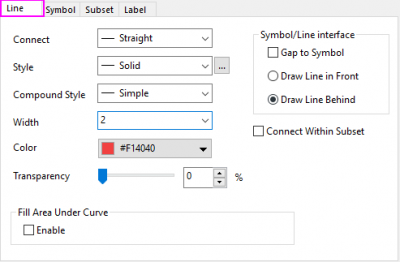 Line Symbol Subset Label
Connect Straight
Style Solid ...
Compound Style Simple
Width 2
Color #F14040
Transparency 0 %
Fill Area Under Curve
Enable
Symbol/Line interface
Gap to Symbol
Draw Line in Front
Draw Line Behind
Connect Within Subset